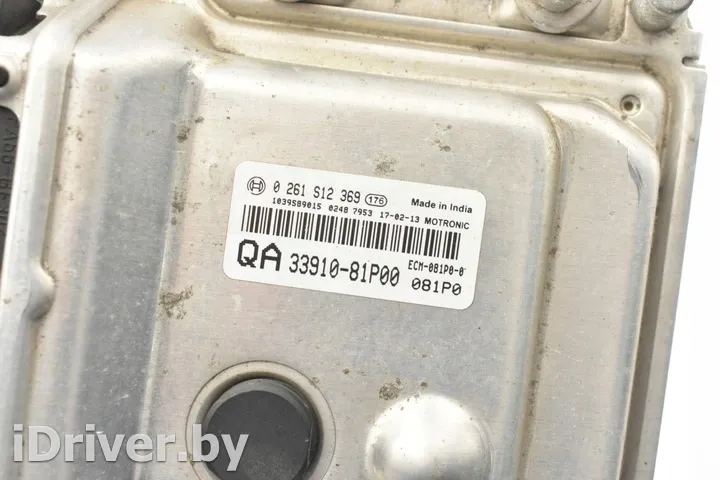 0 261 S12 369 176 Made in India
1039S89015 0248 7953 17-02-13 MOTRONIC
QA 33910-81P00 ECM-081P0-0
081P0
iDriver.by